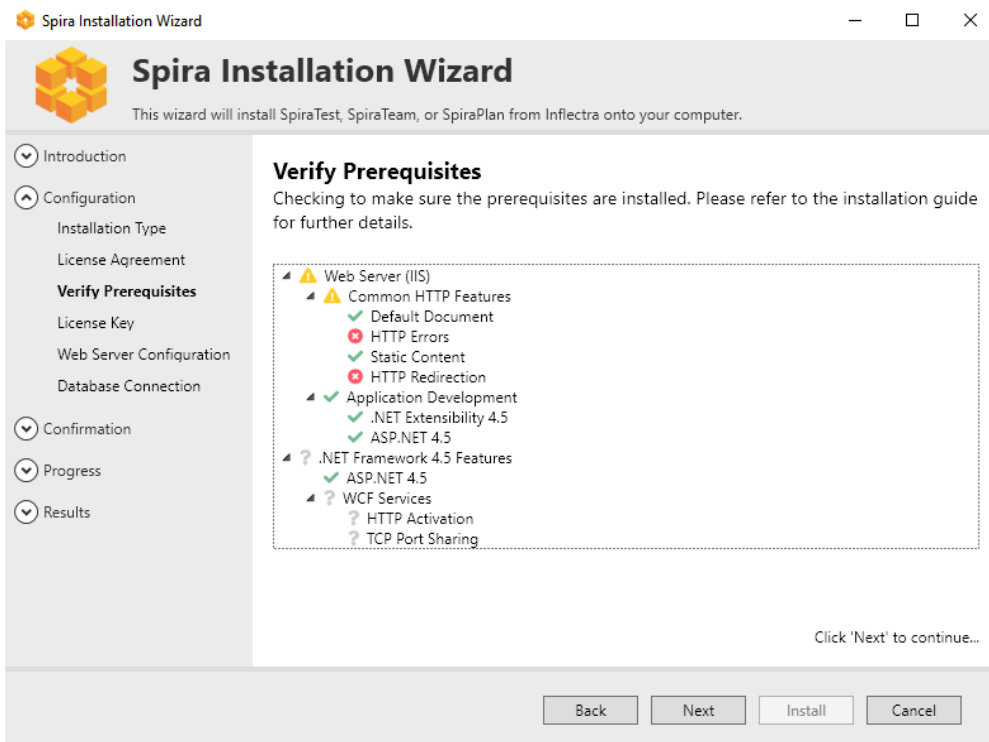 Spira Installation Wizard
Spira Installation Wizard
This wizard will install SpiraTest, SpiraTeam, or SpiraPlan from Inflectra onto your computer.
Introduction
Configuration
Installation Type
License Agreement
Verify Prerequisites
License Key
Web Server Configuration
Database Connection
Confirmation
Progress
Results
Verify Prerequisites
Checking to make sure the prerequisites are installed. Please refer to the installation guide
for further details.
Web Server (IIS)
Common HTTP Features
Default Document
HTTP Errors
Static Content
HTTP Redirection
Application Development
.NET Extensibility 4.5
ASP.NET 4.5
.NET Framework 4.5 Features
ASP.NET 4.5
WCF Services
HTTP Activation
TCP Port Sharing
Click 'Next' to continue...
Back Next Install Cancel